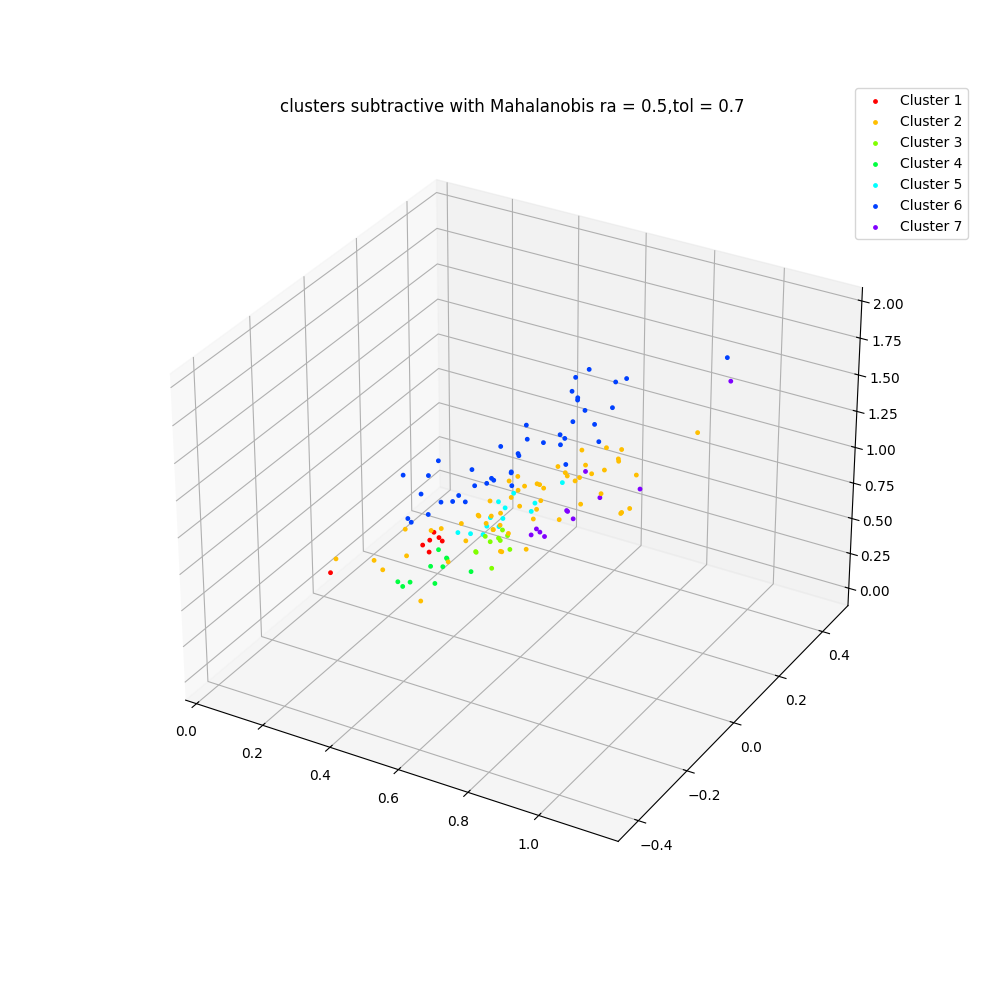 clusters subtractive with Mahalanobis ra = 0.5,tol = 0.7
Cluster 1
Cluster 2
Cluster 3
Cluster 4
Cluster 5
Cluster 6
Cluster 7
2.00
1.75
1.50
1.25
1.00
0.75
0.50
0.25
0.00
0.4
0.2
0.0
−0.2
−0.4
0.0
0.2
0.4
0.6
0.8
1.0